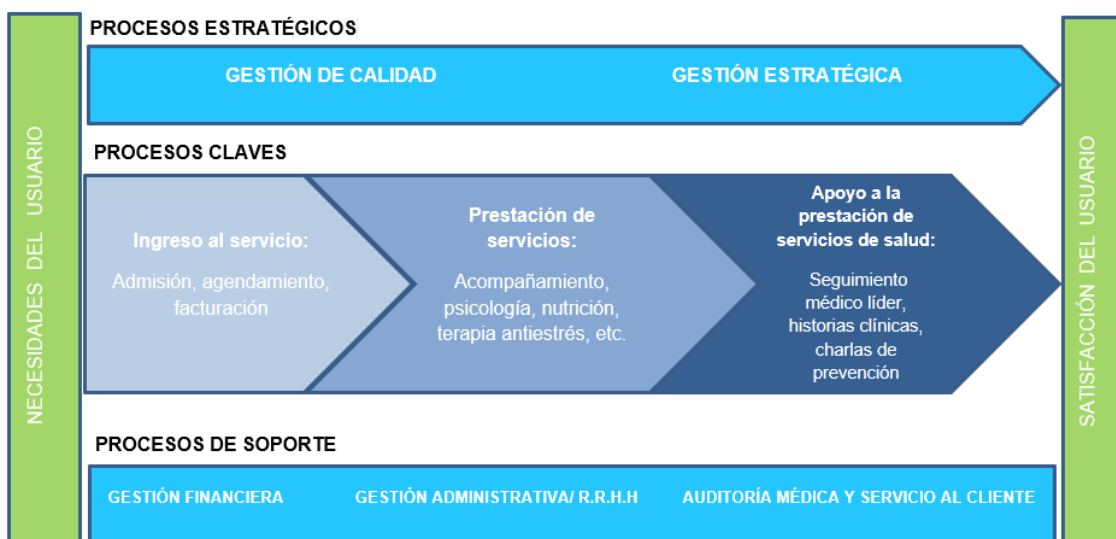 NECESIDADES DEL USUARIO
PROCESOS ESTRATÉGICOS
GESTIÓN DE CALIDAD
GESTIÓN ESTRATÉGICA
PROCESOS CLAVES
Ingreso al servicio:
Admisión, agendamiento,
facturación
Prestación de
servicios:
Acompañamiento,
psicología, nutrición,
terapia antiestrés, etc.
Apoyo a la
prestación de
servicios de salud:
Seguimiento
médico líder,
historias clínicas,
charlas de
prevención
PROCESOS DE SOPORTE
GESTIÓN FINANCIERA
GESTIÓN ADMINISTRATIVA/ R.R.H.H
AUDITORÍA MÉDICA Y SERVICIO AL CLIENTE
SATISFACCIÓN DEL USUARIO